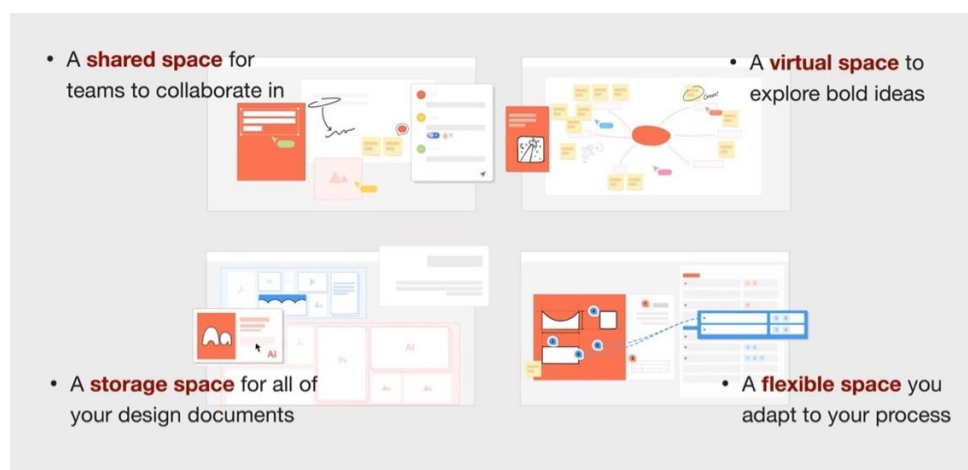 • A shared space for
teams to collaborate in
• A virtual space to
explore bold ideas
• A storage space for all of
your design documents
Ai
• A flexible space you
adapt to your process